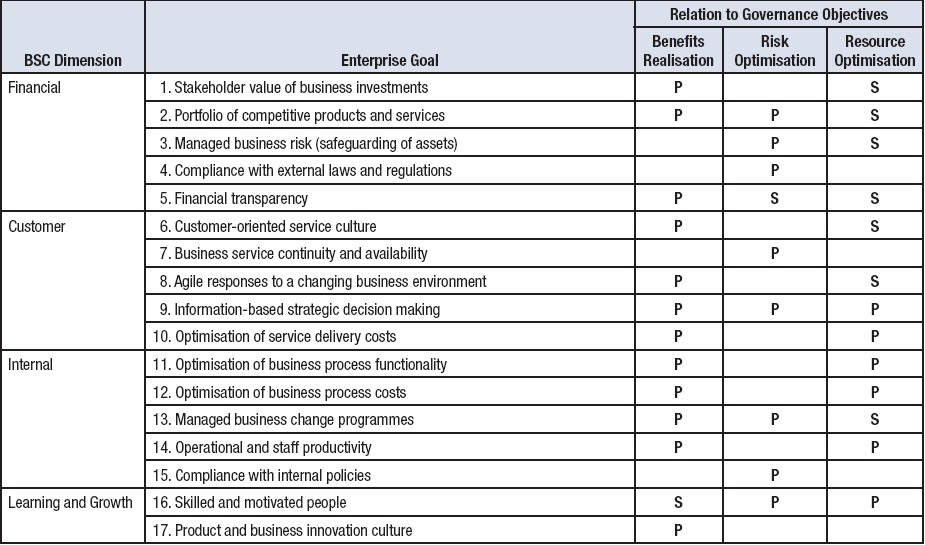 Relation to Governance Objectives
BSC Dimension Enterprise Goal Benefits Realisation Risk Optimisation Resource Optimisation
Financial 1. Stakeholder value of business investments P S
2. Portfolio of competitive products and services P P S
3. Managed business risk (safeguarding of assets) P S
4. Compliance with external laws and regulations P
5. Financial transparency P S S
Customer 6. Customer-oriented service culture P S
7. Business service continuity and availability P
8. Agile responses to a changing business environment P S
9. Information-based strategic decision making P P P
10. Optimisation of service delivery costs P P
Internal 11. Optimisation of business process functionality P P
12. Optimisation of business process costs P P
13. Managed business change programmes P P S
14. Operational and staff productivity P P
15. Compliance with internal policies P
Learning and Growth 16. Skilled and motivated people S P P
17. Product and business innovation culture P